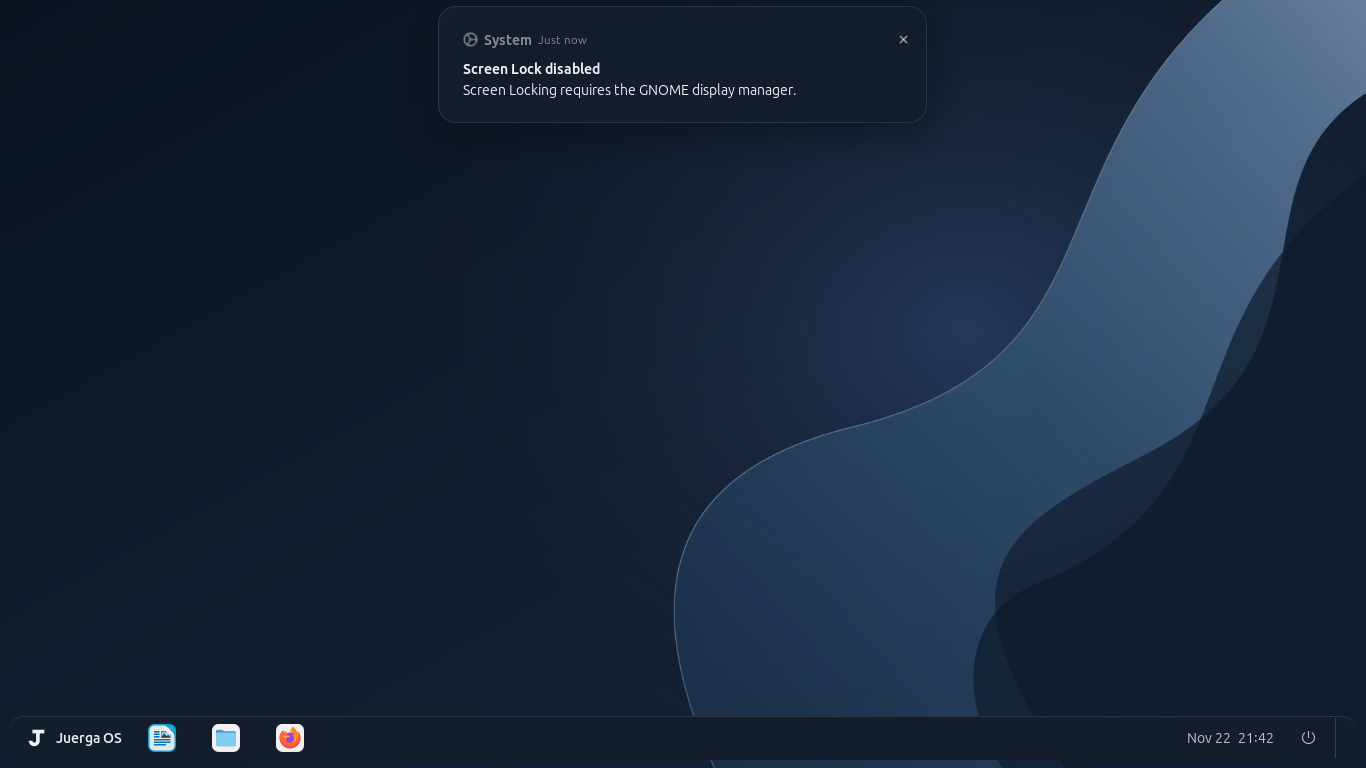 System Just now
Screen Lock disabled
Screen Locking requires the GNOME display manager.
Juerga OS
Nov 22 21:42